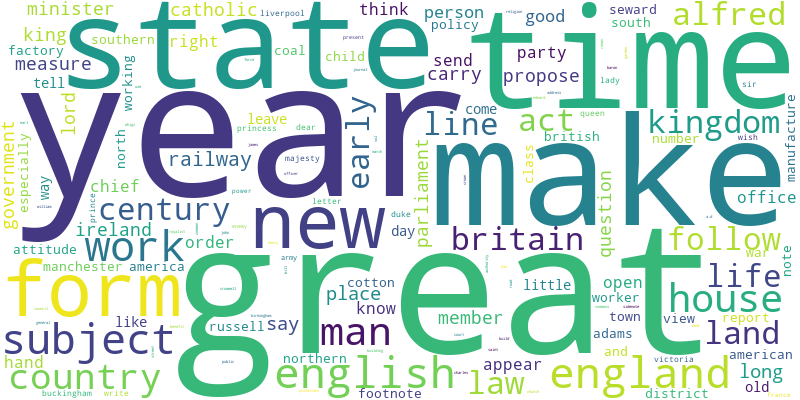 minister
catholic
think
person
good
seward
alfred
king
state
time
liverpool
policy
south
southern
right
coal
child
party
factory
measure
send
propose
lady
tell
carry
sir
year
make
working
lord
leave
come
act
kingdom
line
british
number
queen
wish
manufacture
government
especially
north
railway
early
princess
dear
majesty
parliament
class
question
office
way
chief
century
new
power
letter
duke
day
britain
follow
war
note
prince
ireland
order
work
attitude
manchester
america
great
army
cotton
place
know
little
open
worker
town
life
house
report
form
russell
say
man
member
view
adams
land
subject
like
hand
northern
appear
and
american
country
english
law
england
victoria
long
old
buckingham
write
footnote
district
france